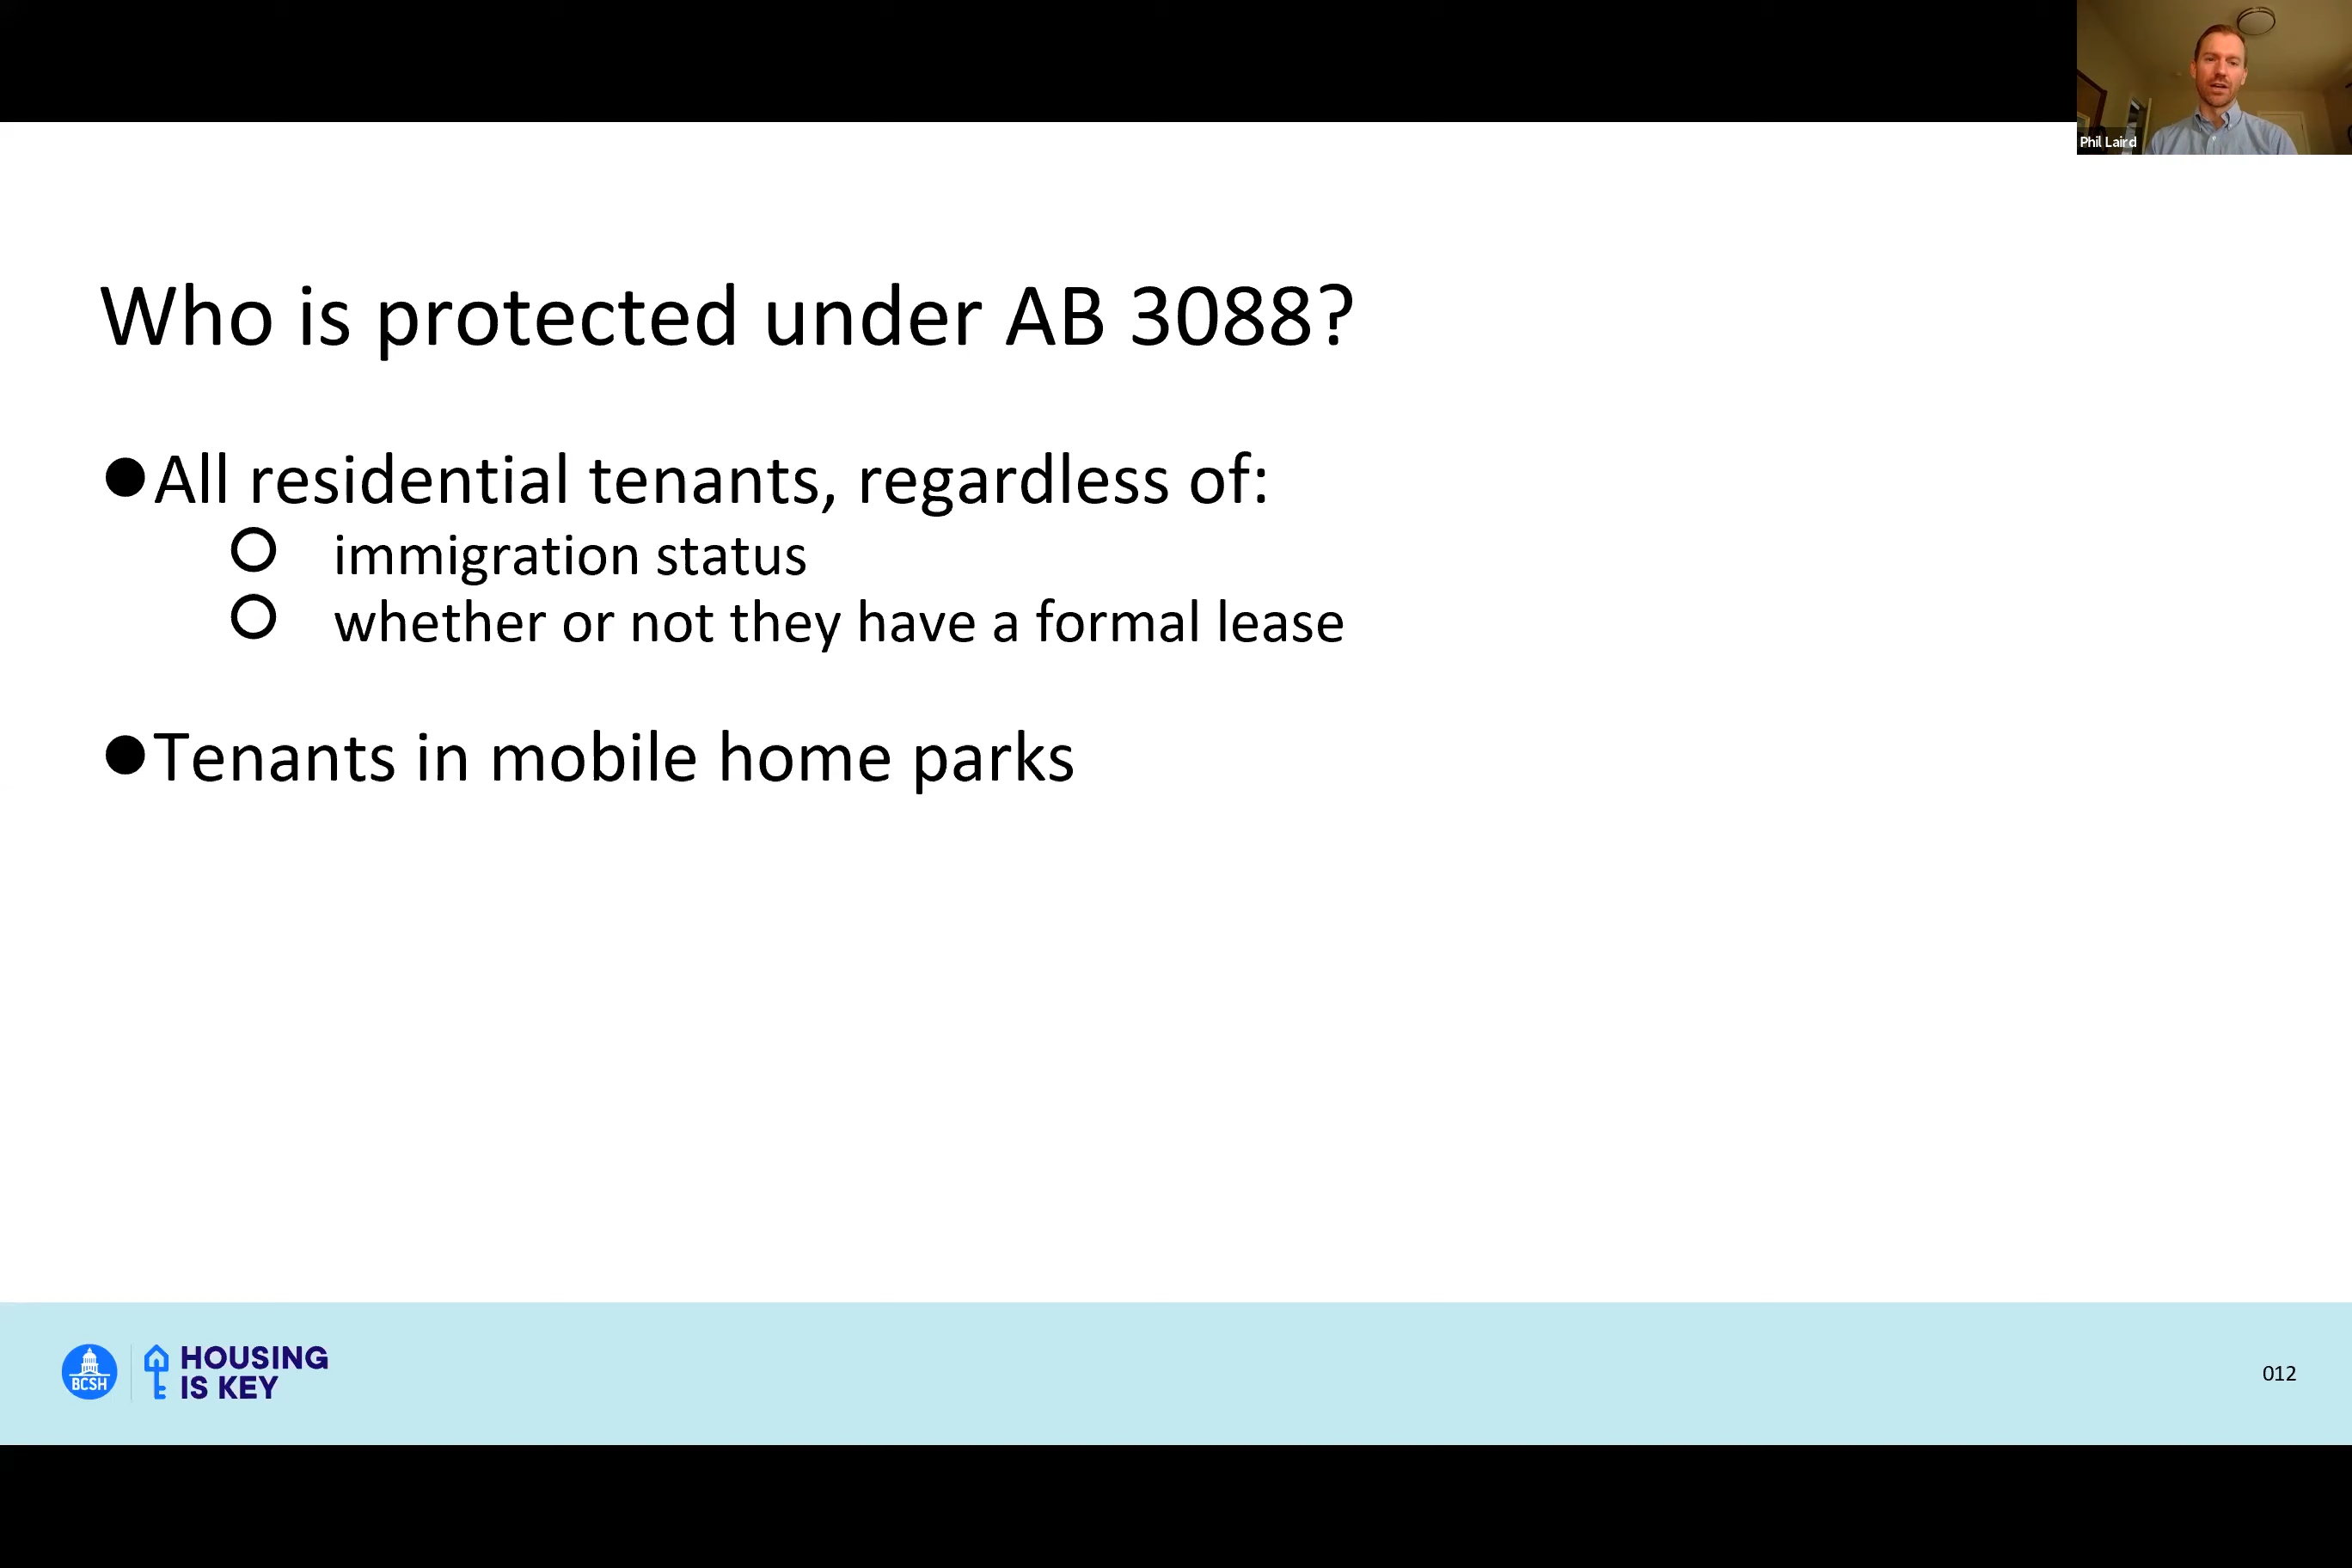 Phil Laird
Who is protected under AB 3088?
●All residential tenants, regardless of:
○ immigration status
○ whether or not they have a formal lease
●Tenants in mobile home parks
BCSH
HOUSING
IS KEY
012